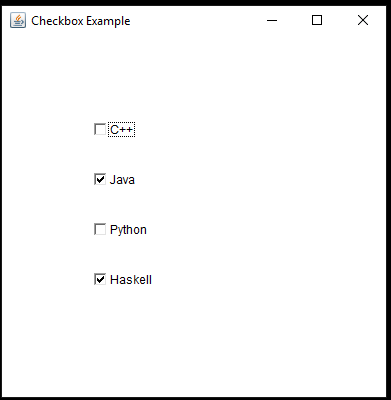 Checkbox Example
C++
Java
Python
Haskell